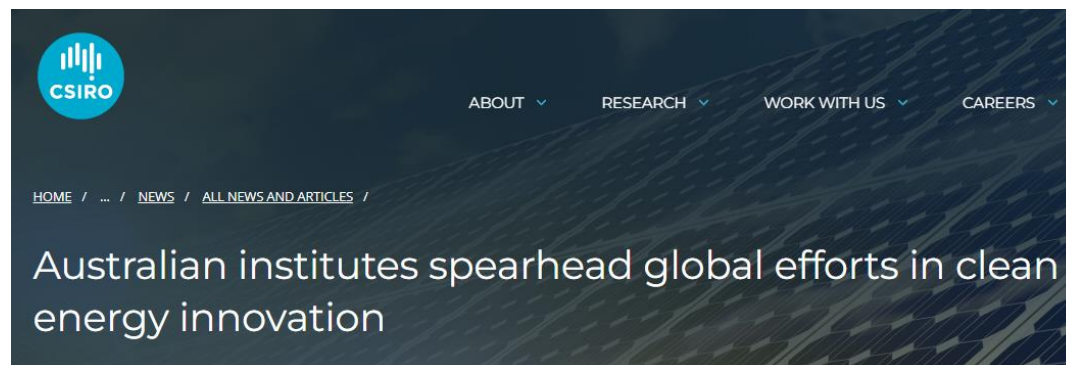 CSIRO
ABOUT RESEARCH WORK WITH US CAREERS
HOME / ... / NEWS / ALL NEWS AND ARTICLES /
Australian institutes spearhead global efforts in clean
energy innovation